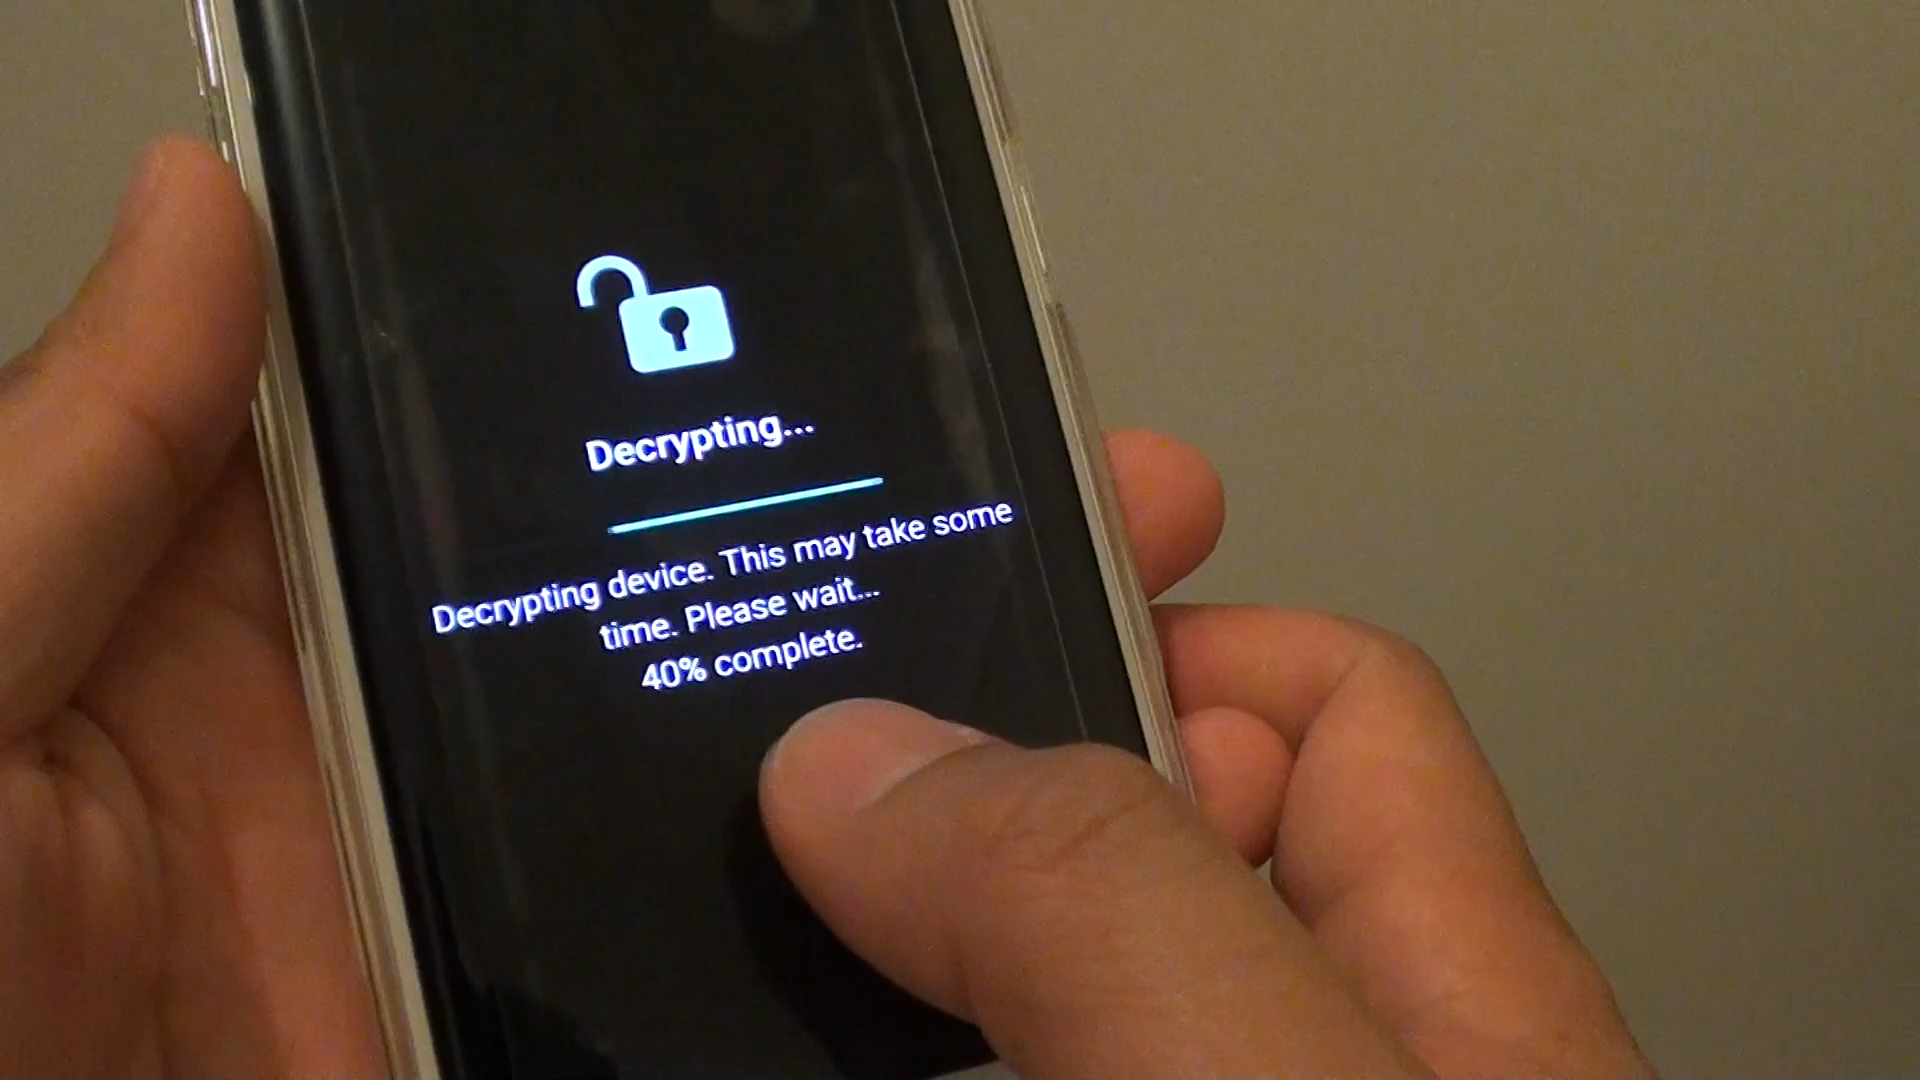 Decrypting...
Decrypting device. This may take some
time. Please wait...
40% complete.